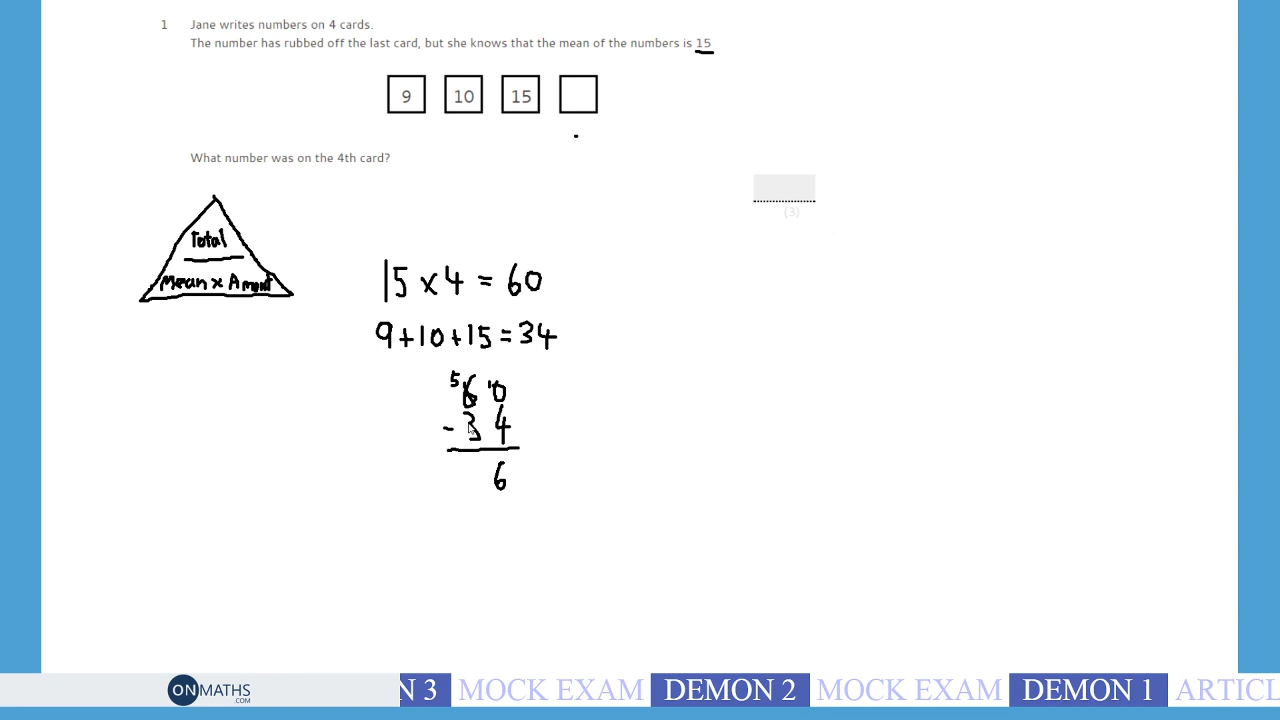 1 Jane writes numbers on 4 cards.
The number has rubbed off the last card, but she knows that the mean of the numbers is 15
9 10 15
What number was on the 4th card?
(3)
Total
Mean x Amount
15 x 4 = 60
9+10+15=34
5 6 10
- 3 4
6
ONMATHS
.COM
N 3 MOCK EXAM DEMON 2 MOCK EXAM DEMON 1 ARTICL